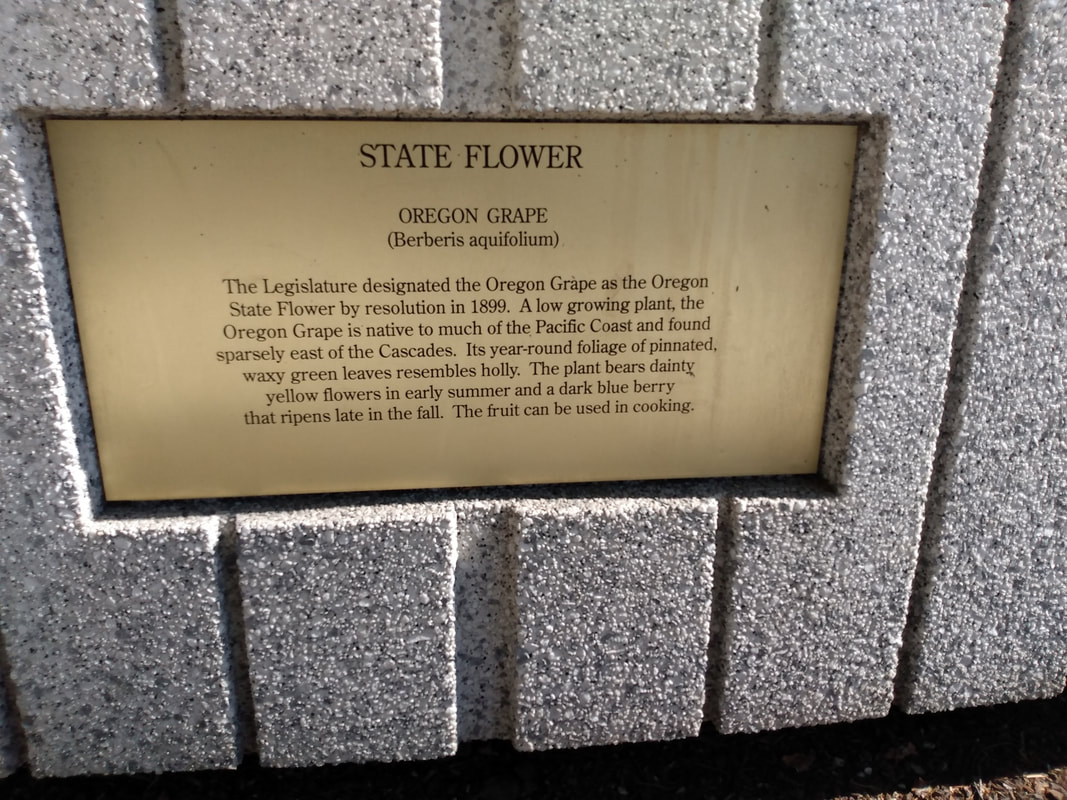 STATE FLOWER
OREGON GRAPE
(Berberis aquifolium)
The Legislature designated the Oregon Grape as the Oregon
State Flower by resolution in 1899. A low growing plant, the
Oregon Grape is native to much of the Pacific Coast and found
sparsely east of the Cascades. Its year-round foliage of pinnated,
waxy green leaves resembles holly. The plant bears dainty
yellow flowers in early summer and a dark blue berry
that ripens late in the fall. The fruit can be used in cooking.